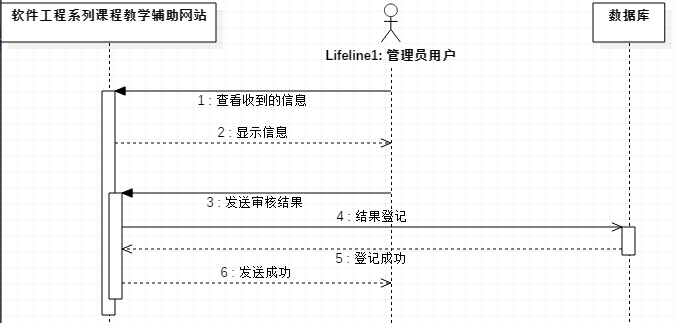 软件工程系列课程教学辅助网站
数据库
Lifeline1: 管理员用户
1 : 查看收到的信息
2 : 显示信息
3 : 发送审核结果
4 : 结果登记
5 : 登记成功
6 : 发送成功